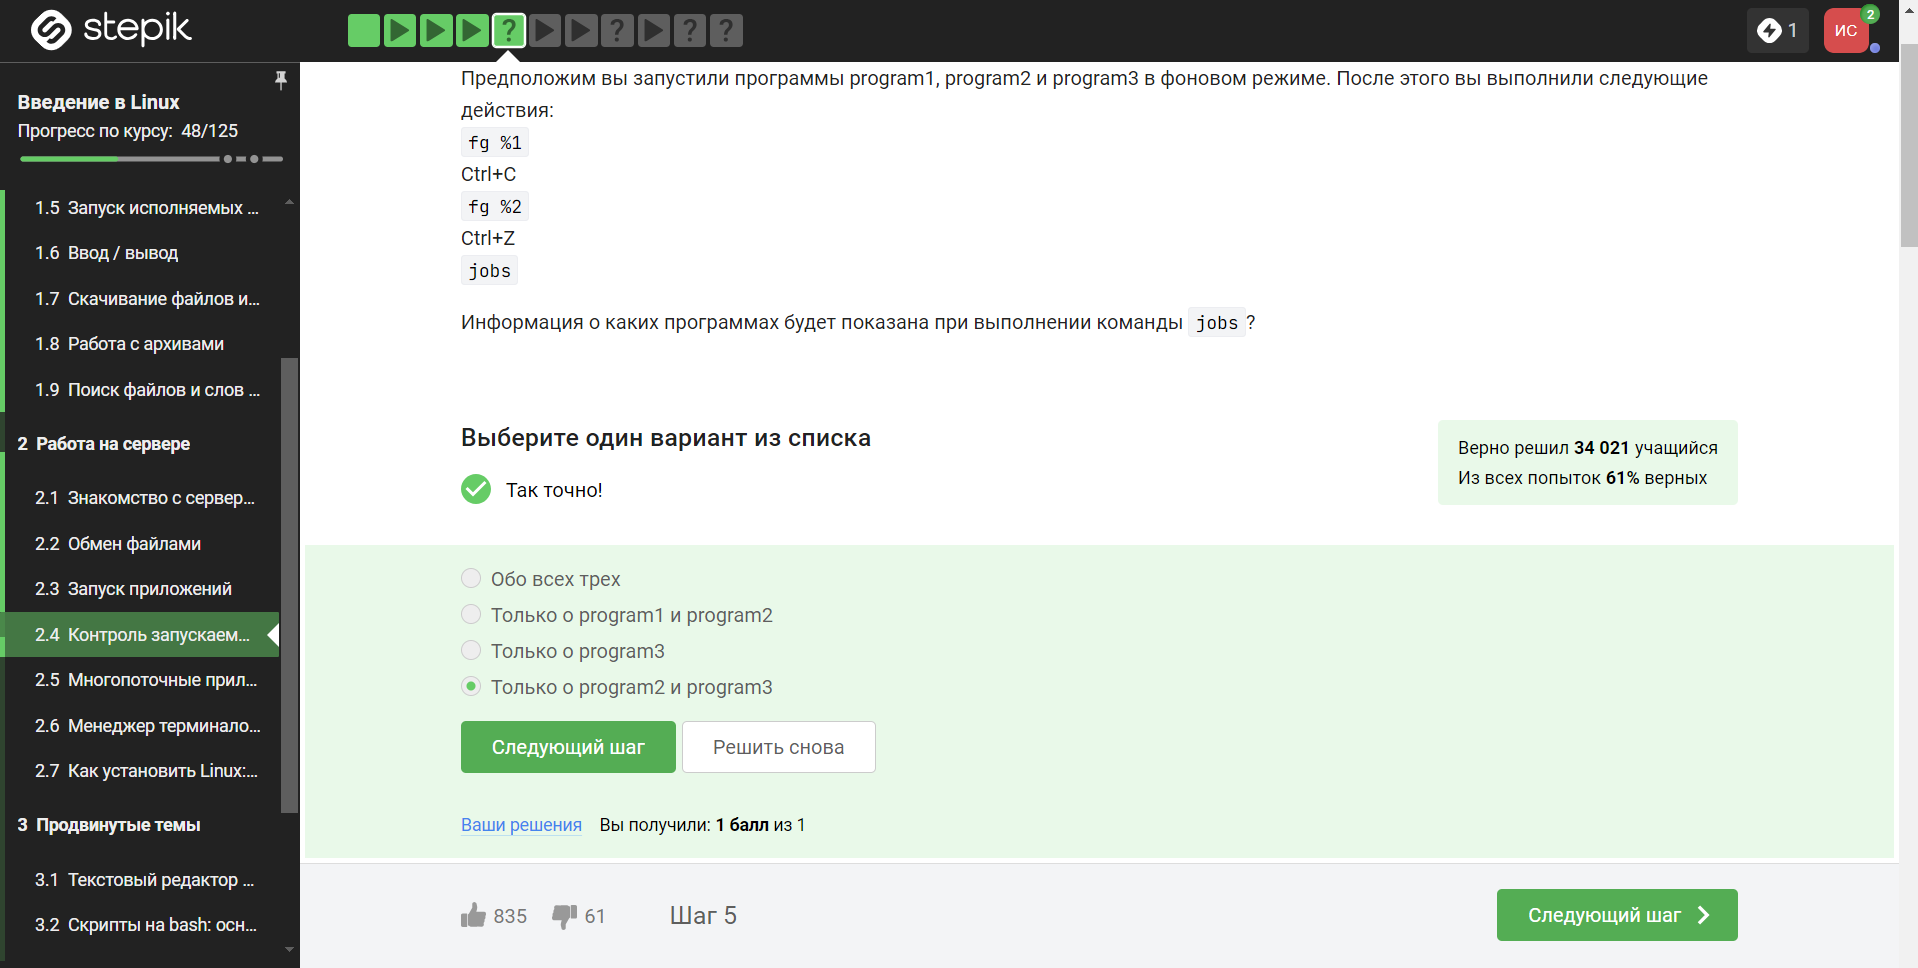 stepik
? ? ? ?
1
ИС
2
Введение в Linux
Прогресс по курсу: 48/125
1.5 Запуск исполняемых ...
1.6 Ввод / вывод
1.7 Скачивание файлов и...
1.8 Работа с архивами
1.9 Поиск файлов и слов ...
2 Работа на сервере
2.1 Знакомство с сервер...
2.2 Обмен файлами
2.3 Запуск приложений
2.4 Контроль запускаем...
2.5 Многопоточные прил...
2.6 Менеджер терминало...
2.7 Как установить Linux:...
3 Продвинутые темы
3.1 Текстовый редактор ...
3.2 Скрипты на bash: осн...
Предположим вы запустили программы program1, program2 и program3 в фоновом режиме. После этого вы выполнили следующие
действия:
fg %1
Ctrl+C
fg %2
Ctrl+Z
jobs
Информация о каких программах будет показана при выполнении команды jobs ?
Выберите один вариант из списка
Так точно!
Верно решил 34 021 учащийся
Из всех попыток 61% верных
Обо всех трех
Только о program1 и program2
Только о program3
Только о program2 и program3
Следующий шаг
Решить снова
Ваши решения Вы получили: 1 балл из 1
835 61 Шаг 5
Следующий шаг